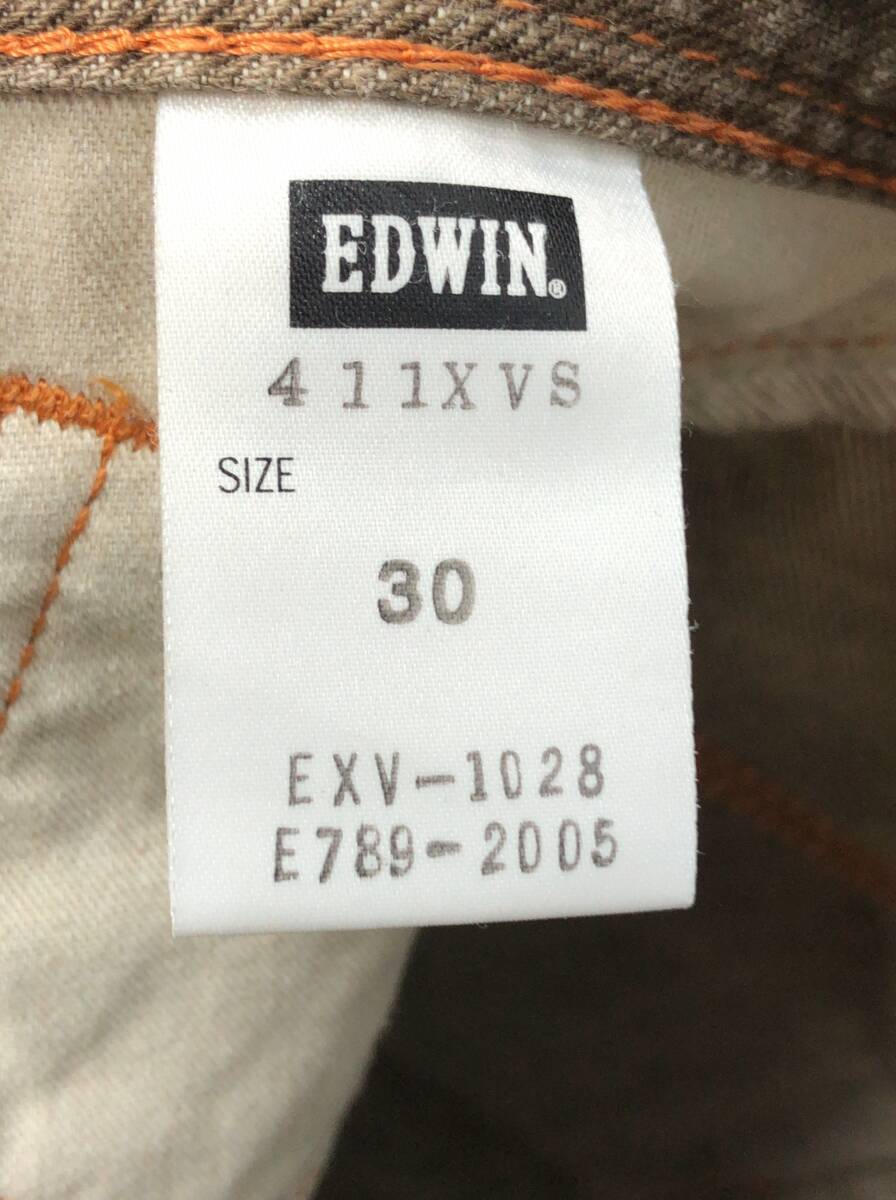 EDWIN®
411XVS
SIZE
30
EXV-1028
E789-2005